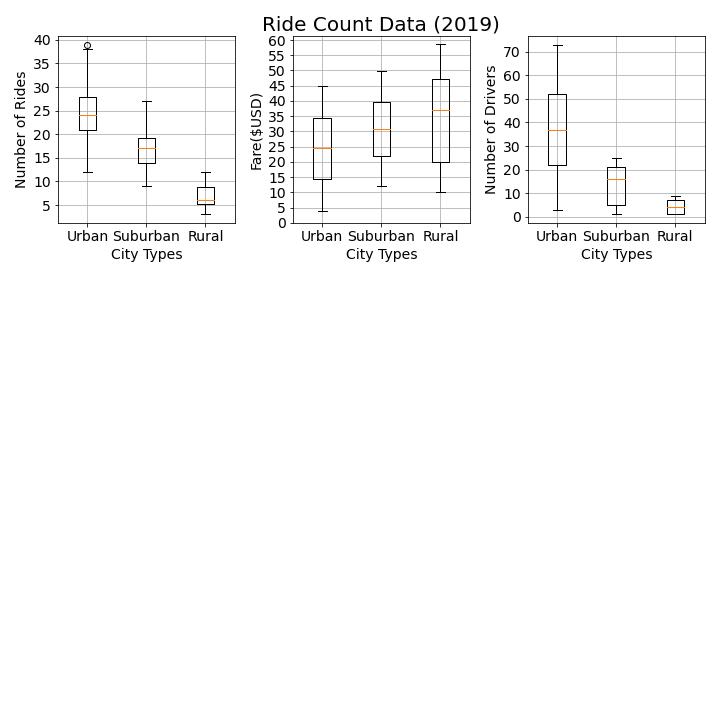 Ride Count Data (2019)
Number of Rides
40
35
30
25
20
15
10
5
Urban Suburban Rural
City Types
Fare($USD)
60
55
50
45
40
35
30
25
20
15
10
5
0
Urban Suburban Rural
City Types
Number of Drivers
70
60
50
40
30
20
10
0
Urban Suburban Rural
City Types